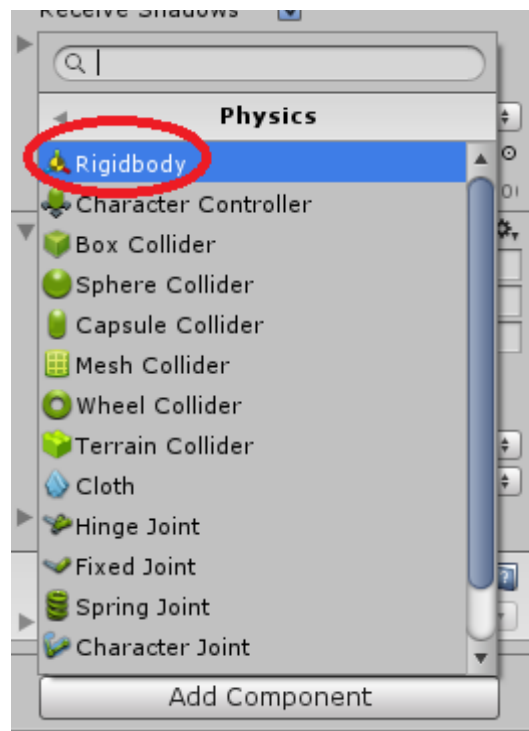 Receive Shadows
Physics
Rigidbody
Character Controller
Box Collider
Sphere Collider
Capsule Collider
Mesh Collider
Wheel Collider
Terrain Collider
Cloth
Hinge Joint
Fixed Joint
Spring Joint
Character Joint
Add Component